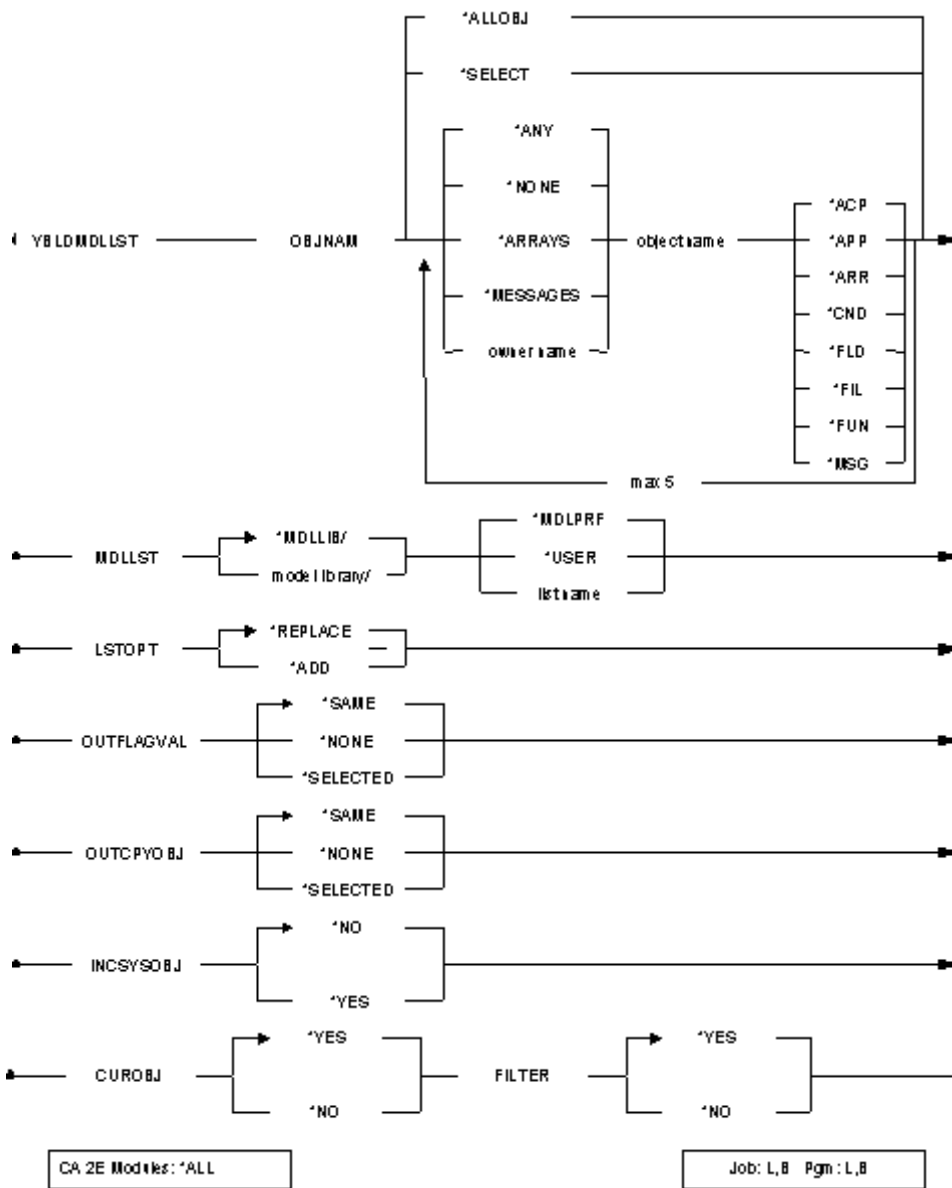 *ALLOBJ
*SELECT
*ANY
*NONE
*ACP
YBLDMDLLST OBJNAM *ARRAYS objectname *APP
*ARR
*MESSAGES
*CND
ownername *FLD
*FIL
*FUN
*MSG
max 5
*MDLPRF
MDLLST *MDLLIB/ *USER
modellibrary/ listname
LSTOPT *REPLACE
*ADD
*SAME
OUTFLAGVAL *NONE
*SELECTED
*SAME
OUTCPYOBJ *NONE
*SELECTED
*NO
INCSYSOBJ
*YES
*YES *YES
CUROBJ FILTER
*NO *NO
CA 2E Modules: *ALL Job: L,B Pgm: L,B